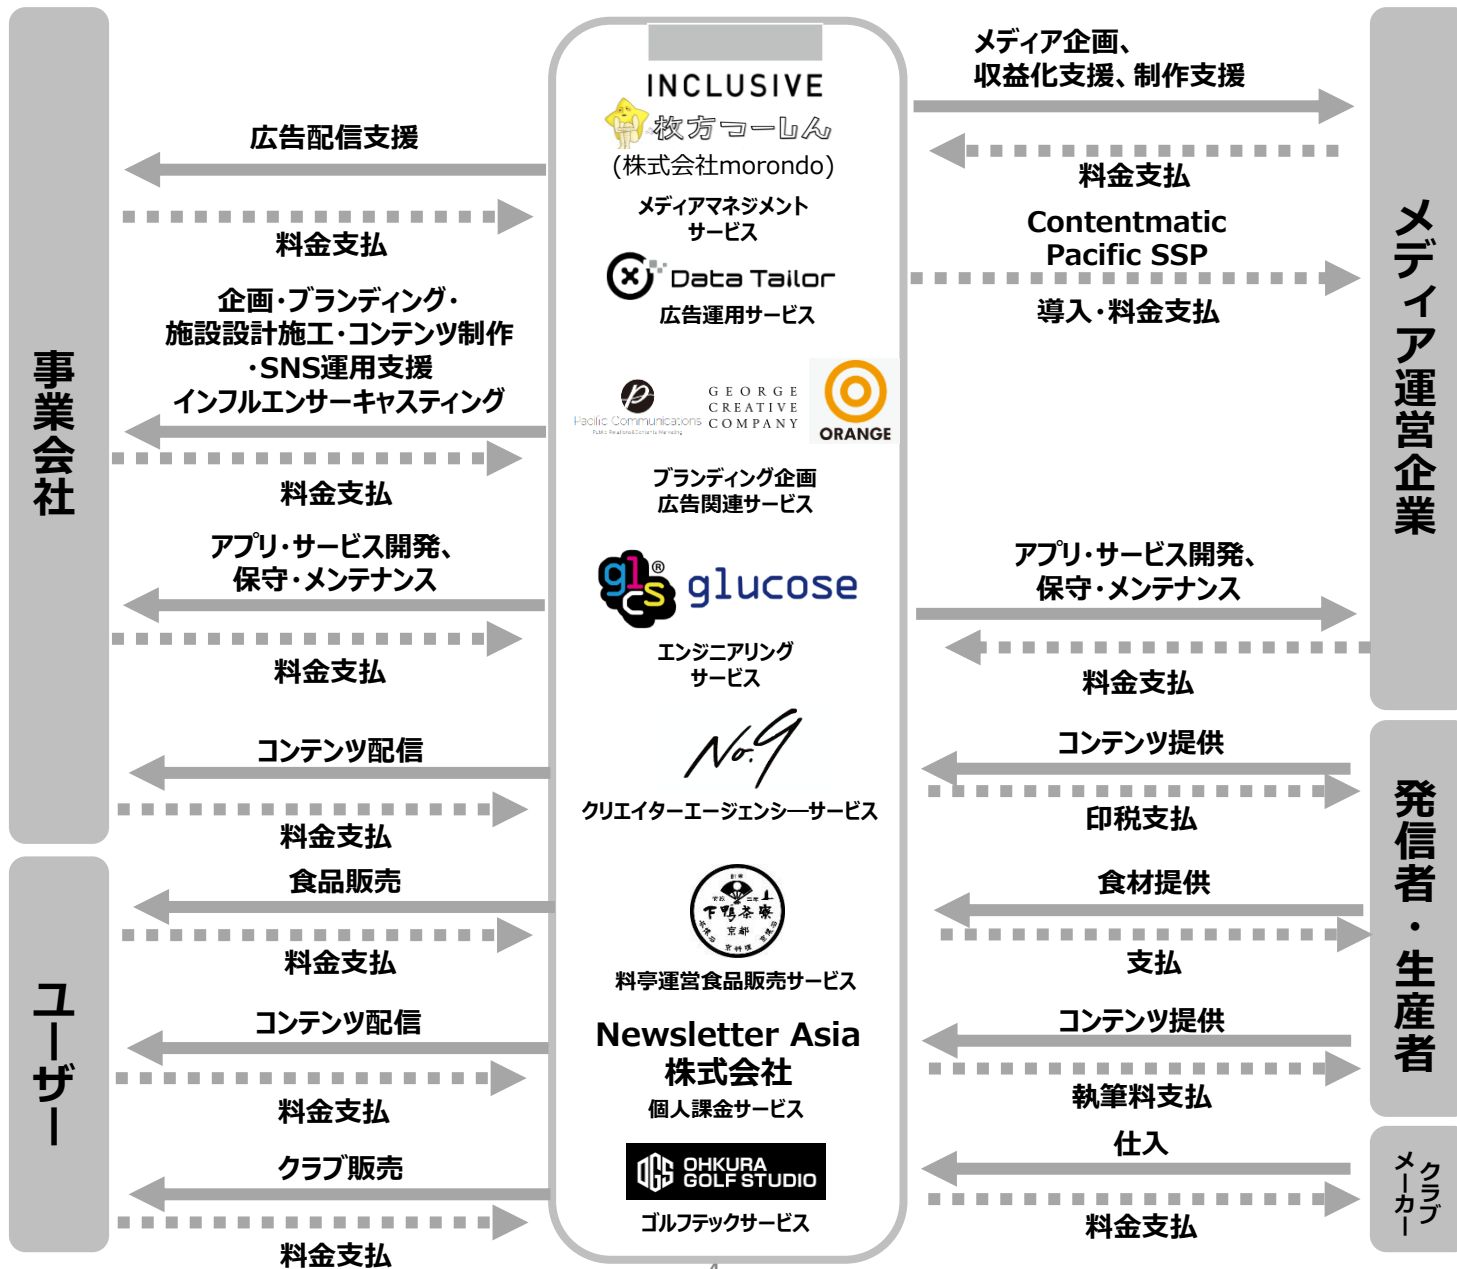 事業会社
ユーザー
広告配信支援
料金支払
企画・ブランディング・
施設設計施工・コンテンツ制作
・SNS運用支援
インフルエンサーキャスティング
料金支払
アプリ・サービス開発、
保守・メンテナンス
料金支払
コンテンツ配信
料金支払
食品販売
料金支払
コンテンツ配信
料金支払
クラブ販売
料金支払
INCLUSIVE
枚方つーしん
(株式会社morondo)
メディアマネジメント
サービス
Data Tailor
広告運用サービス
Pacific Communications
GEORGE
CREATIVE
COMPANY
ORANGE
ブランディング企画
広告関連サービス
glcs®
glucose
エンジニアリング
サービス
No.9
クリエイターエージェンシーサービス
下鴨茶寮
京都
京料理
料亭運営食品販売サービス
Newsletter Asia
株式会社
個人課金サービス
OGS OHKURA
GOLF STUDIO
ゴルフテックサービス
メディア企画、
収益化支援、制作支援
料金支払
Contentmatic
Pacific SSP
導入・料金支払
アプリ・サービス開発、
保守・メンテナンス
料金支払
コンテンツ提供
印税支払
食材提供
支払
コンテンツ提供
執筆料支払
仕入
料金支払
メディア運営企業
発信者・生産者
クラブ
メーカー